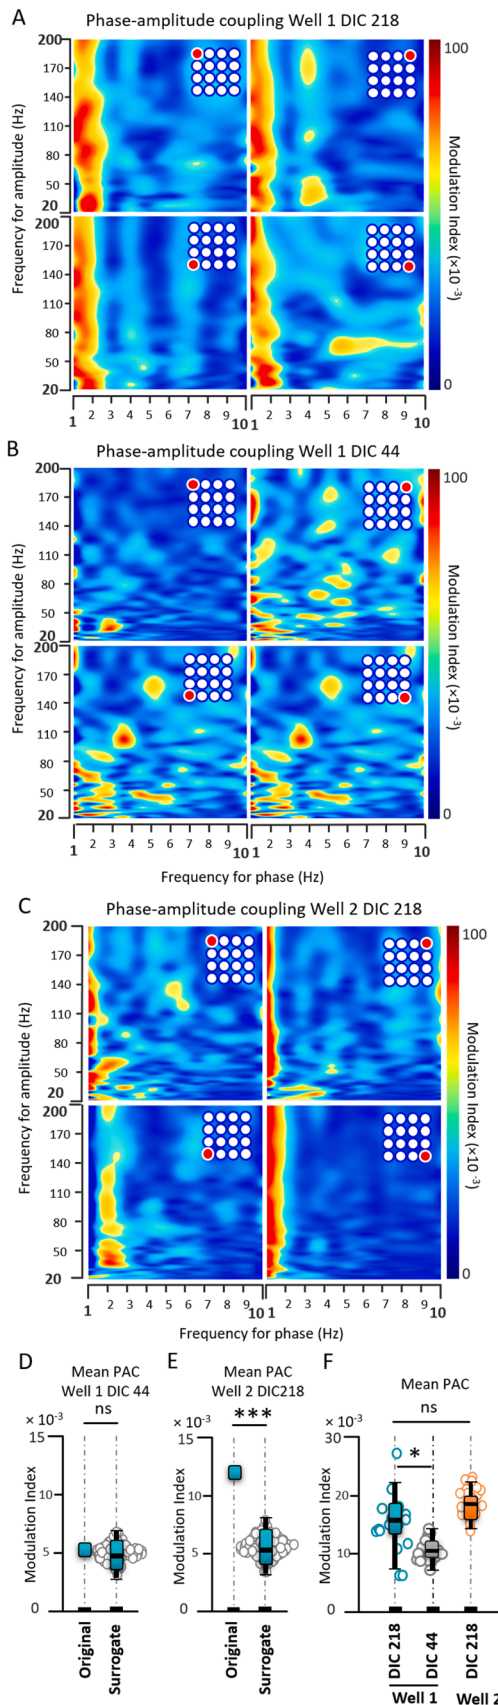 A
Phase-amplitude coupling Well 1 DIC 218
Frequency for amplitude (Hz)
200
170
140
110
80
50
20
200
170
140
110
80
50
20
1 2 3 4 5 6 7 8 9 10 1 2 3 4 5 6 7 8 9 10
100
Modulation Index (×10 -3)
0
B
Phase-amplitude coupling Well 1 DIC 44
Frequency for amplitude (Hz)
200
170
140
110
80
50
20
200
170
140
110
80
50
20
1 2 3 4 5 6 7 8 9 10 1 2 3 4 5 6 7 8 9 10
Frequency for phase (Hz)
100
Modulation Index (×10 -3)
0
C
Phase-amplitude coupling Well 2 DIC 218
Frequency for amplitude (Hz)
200
170
140
110
80
50
20
200
170
140
110
80
50
20
1 2 3 4 5 6 7 8 9 10 1 2 3 4 5 6 7 8 9 10
Frequency for phase (Hz)
100
Modulation Index (×10 -3)
0
D
Mean PAC
Well 1 DIC 44
ns
× 10 -3
15
10
5
0
Modulation Index
Original
Surrogate
E
Mean PAC
Well 2 DIC218
***
× 10 -3
15
10
5
0
Modulation Index
Original
Surrogate
F
Mean PAC
ns
*
× 10 -3
30
20
10
0
Modulation Index
DIC 218
DIC 44
DIC 218
Well 1
Well 2